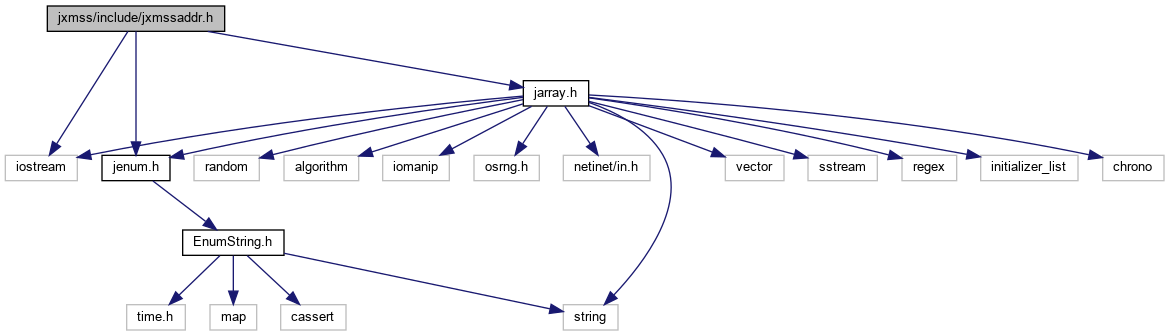 jxmss/include/jxmssaddr.h
jarray.h
iostream
jenum.h
random
algorithm
iomanip
osrng.h
netinet/in.h
vector
sstream
regex
initializer_list
chrono
EnumString.h
time.h
map
cassert
string